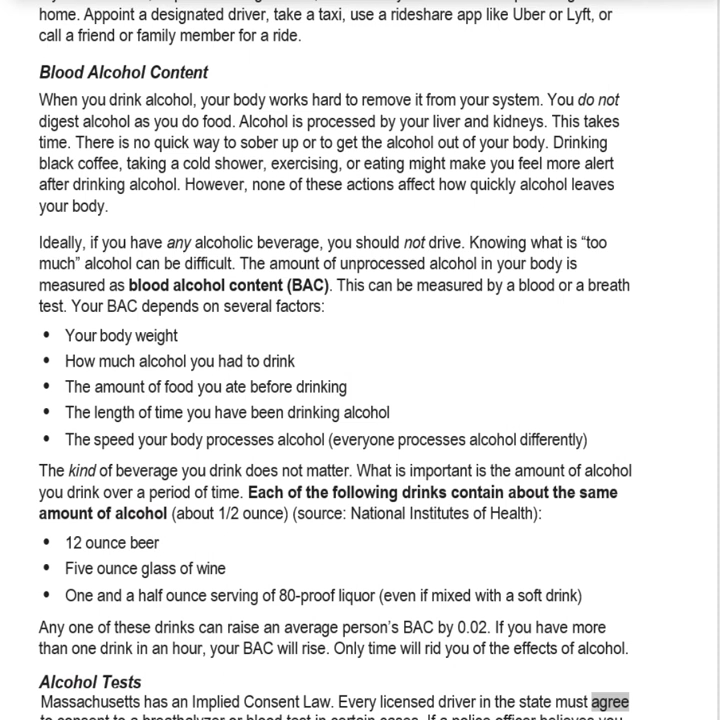 home. Appoint a designated driver, take a taxi, use a rideshare app like Uber or Lyft, or
call a friend or family member for a ride.
Blood Alcohol Content
When you drink alcohol, your body works hard to remove it from your system. You do not
digest alcohol as you do food. Alcohol is processed by your liver and kidneys. This takes
time. There is no quick way to sober up or to get the alcohol out of your body. Drinking
black coffee, taking a cold shower, exercising, or eating might make you feel more alert
after drinking alcohol. However, none of these actions affect how quickly alcohol leaves
your body.
Ideally, if you have any alcoholic beverage, you should not drive. Knowing what is “too
much” alcohol can be difficult. The amount of unprocessed alcohol in your body is
measured as blood alcohol content (BAC). This can be measured by a blood or a breath
test. Your BAC depends on several factors:
• Your body weight
• How much alcohol you had to drink
• The amount of food you ate before drinking
• The length of time you have been drinking alcohol
• The speed your body processes alcohol (everyone processes alcohol differently)
The kind of beverage you drink does not matter. What is important is the amount of alcohol
you drink over a period of time. Each of the following drinks contain about the same
amount of alcohol (about 1/2 ounce) (source: National Institutes of Health):
• 12 ounce beer
• Five ounce glass of wine
• One and a half ounce serving of 80-proof liquor (even if mixed with a soft drink)
Any one of these drinks can raise an average person’s BAC by 0.02. If you have more
than one drink in an hour, your BAC will rise. Only time will rid you of the effects of alcohol.
Alcohol Tests
Massachusetts has an Implied Consent Law. Every licensed driver in the state must agree
to consent to a breathalyzer or blood test in certain cases. If a police officer believes you